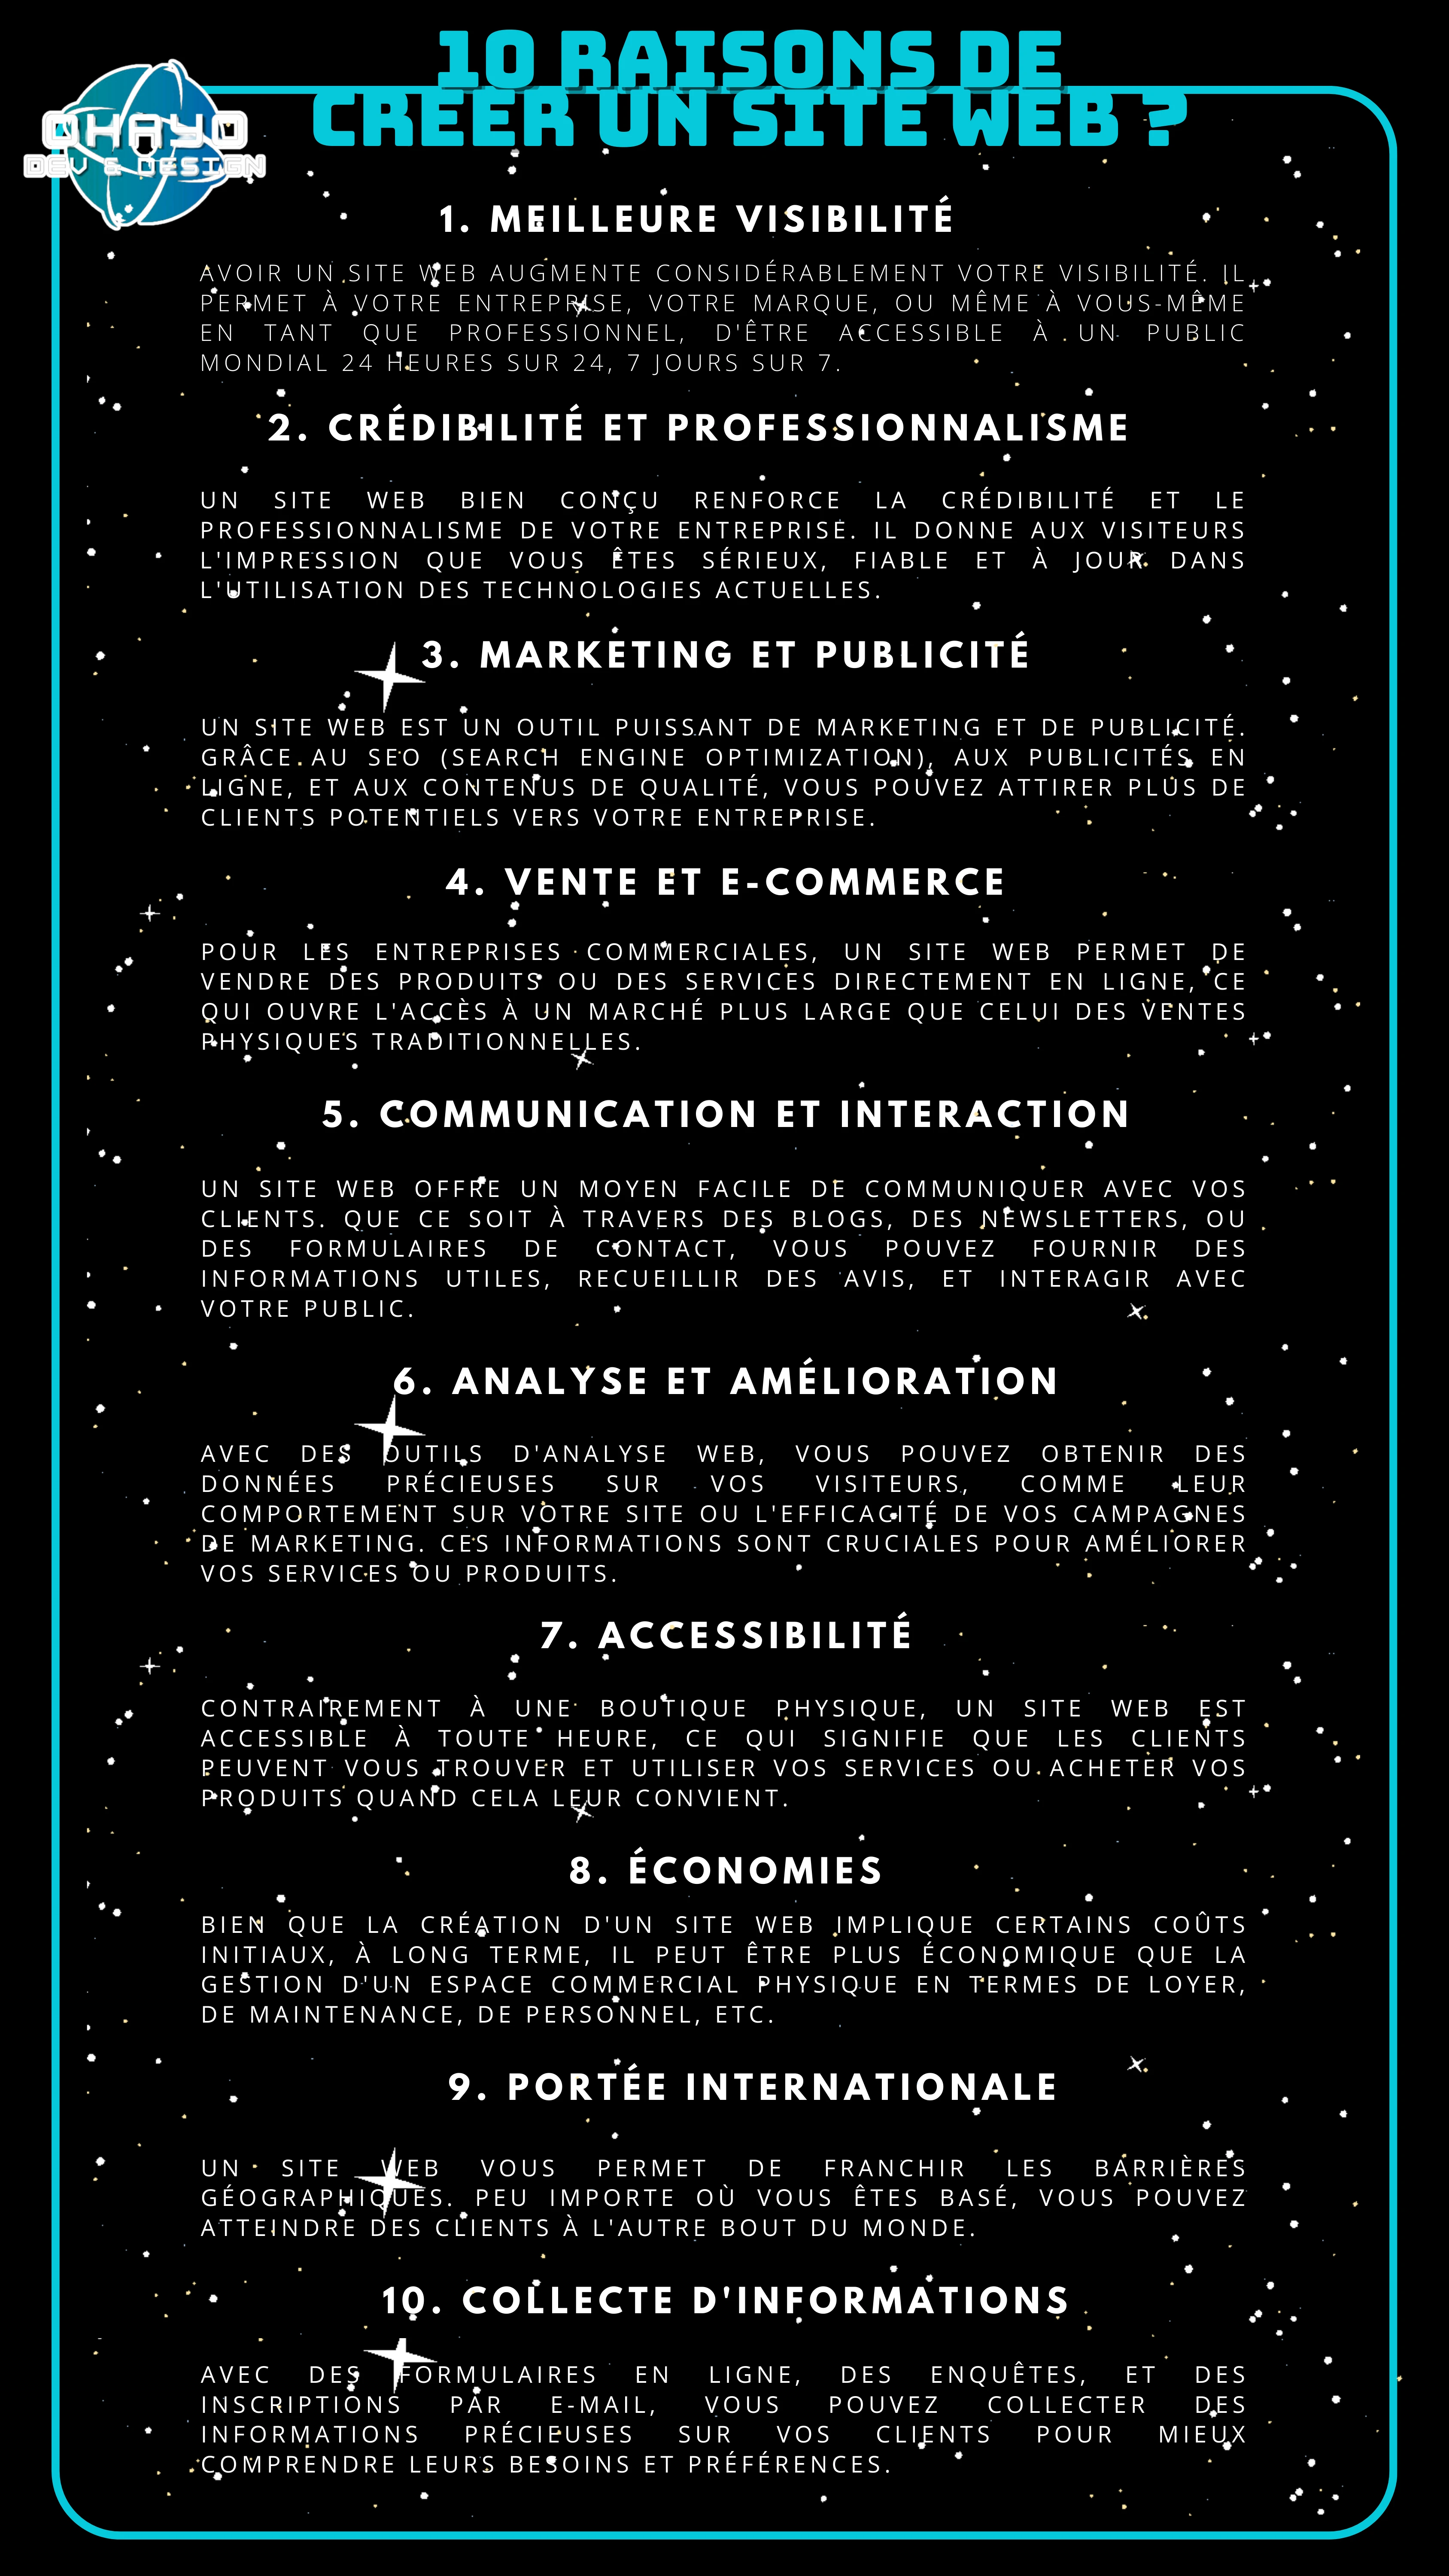 10 RAISONS DE
CREER UN SITE WEB ?
OHAYO
DEV & DESIGN
1. MEILLEURE VISIBILITÉ
AVOIR UN SITE WEB AUGMENTE CONSIDÉRABLEMENT VOTRE VISIBILITÉ. IL
PERMET À VOTRE ENTREPRISE, VOTRE MARQUE, OU MÊME À VOUS-MÊME
EN TANT QUE PROFESSIONNEL, D'ÊTRE ACCESSIBLE À UN PUBLIC
MONDIAL 24 HEURES SUR 24, 7 JOURS SUR 7.
2. CRÉDIBILITÉ ET PROFESSIONNALISME
UN SITE WEB BIEN CONÇU RENFORCE LA CRÉDIBILITÉ ET LE
PROFESSIONNALISME DE VOTRE ENTREPRISE. IL DONNE AUX VISITEURS
L'IMPRESSION QUE VOUS ÊTES SÉRIEUX, FIABLE ET À JOUR DANS
L'UTILISATION DES TECHNOLOGIES ACTUELLES.
3. MARKETING ET PUBLICITÉ
UN SITE WEB EST UN OUTIL PUISSANT DE MARKETING ET DE PUBLICITÉ.
GRÂCE AU SEO (SEARCH ENGINE OPTIMIZATION), AUX PUBLICITÉS EN
LIGNE, ET AUX CONTENUS DE QUALITÉ, VOUS POUVEZ ATTIRER PLUS DE
CLIENTS POTENTIELS VERS VOTRE ENTREPRISE.
4. VENTE ET E-COMMERCE
POUR LES ENTREPRISES COMMERCIALES, UN SITE WEB PERMET DE
VENDRE DES PRODUITS OU DES SERVICES DIRECTEMENT EN LIGNE, CE
QUI OUVRE L'ACCÈS À UN MARCHÉ PLUS LARGE QUE CELUI DES VENTES
PHYSIQUES TRADITIONNELLES.
5. COMMUNICATION ET INTERACTION
UN SITE WEB OFFRE UN MOYEN FACILE DE COMMUNIQUER AVEC VOS
CLIENTS. QUE CE SOIT À TRAVERS DES BLOGS, DES NEWSLETTERS, OU
DES FORMULAIRES DE CONTACT, VOUS POUVEZ FOURNIR DES
INFORMATIONS UTILES, RECUEILLIR DES AVIS, ET INTERAGIR AVEC
VOTRE PUBLIC.
6. ANALYSE ET AMÉLIORATION
AVEC DES OUTILS D'ANALYSE WEB, VOUS POUVEZ OBTENIR DES
DONNÉES PRÉCIEUSES SUR VOS VISITEURS, COMME LEUR
COMPORTEMENT SUR VOTRE SITE OU L'EFFICACITÉ DE VOS CAMPAGNES
DE MARKETING. CES INFORMATIONS SONT CRUCIALES POUR AMÉLIORER
VOS SERVICES OU PRODUITS.
7. ACCESSIBILITÉ
CONTRAIREMENT À UNE BOUTIQUE PHYSIQUE, UN SITE WEB EST
ACCESSIBLE À TOUTE HEURE, CE QUI SIGNIFIE QUE LES CLIENTS
PEUVENT VOUS TROUVER ET UTILISER VOS SERVICES OU ACHETER VOS
PRODUITS QUAND CELA LEUR CONVIENT.
8. ÉCONOMIES
BIEN QUE LA CRÉATION D'UN SITE WEB IMPLIQUE CERTAINS COÛTS
INITIAUX, À LONG TERME, IL PEUT ÊTRE PLUS ÉCONOMIQUE QUE LA
GESTION D'UN ESPACE COMMERCIAL PHYSIQUE EN TERMES DE LOYER,
DE MAINTENANCE, DE PERSONNEL, ETC.
9. PORTÉE INTERNATIONALE
UN SITE WEB VOUS PERMET DE FRANCHIR LES BARRIÈRES
GÉOGRAPHIQUES. PEU IMPORTE OÙ VOUS ÊTES BASÉ, VOUS POUVEZ
ATTEINDRE DES CLIENTS À L'AUTRE BOUT DU MONDE.
10. COLLECTE D'INFORMATIONS
AVEC DES FORMULAIRES EN LIGNE, DES ENQUÊTES, ET DES
INSCRIPTIONS PAR E-MAIL, VOUS POUVEZ COLLECTER DES
INFORMATIONS PRÉCIEUSES SUR VOS CLIENTS POUR MIEUX
COMPRENDRE LEURS BESOINS ET PRÉFÉRENCES.